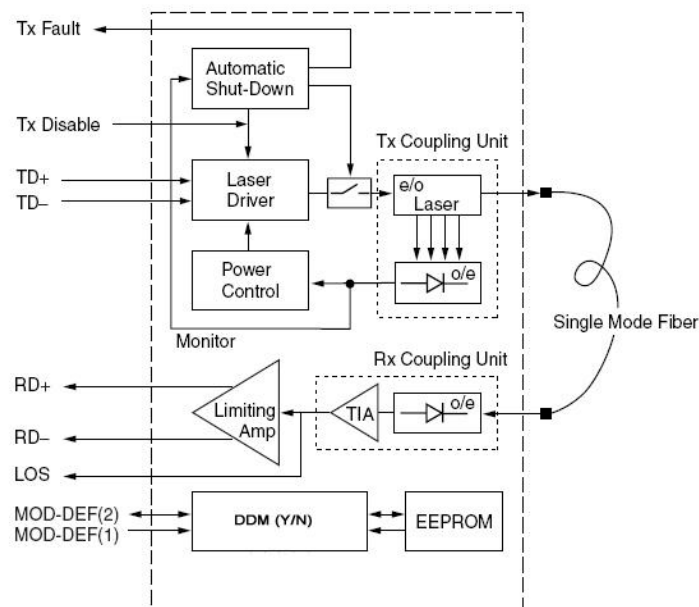 Tx Fault
Automatic
Shut-Down
Tx Disable
Tx Coupling Unit
TD+
TD–
Laser
Driver
e/o
Laser
Power
Control
o/e
Monitor
Single Mode Fiber
Rx Coupling Unit
RD+
RD–
Limiting
Amp
TIA
o/e
LOS
MOD-DEF(2)
MOD-DEF(1)
DDM (Y/N)
EEPROM